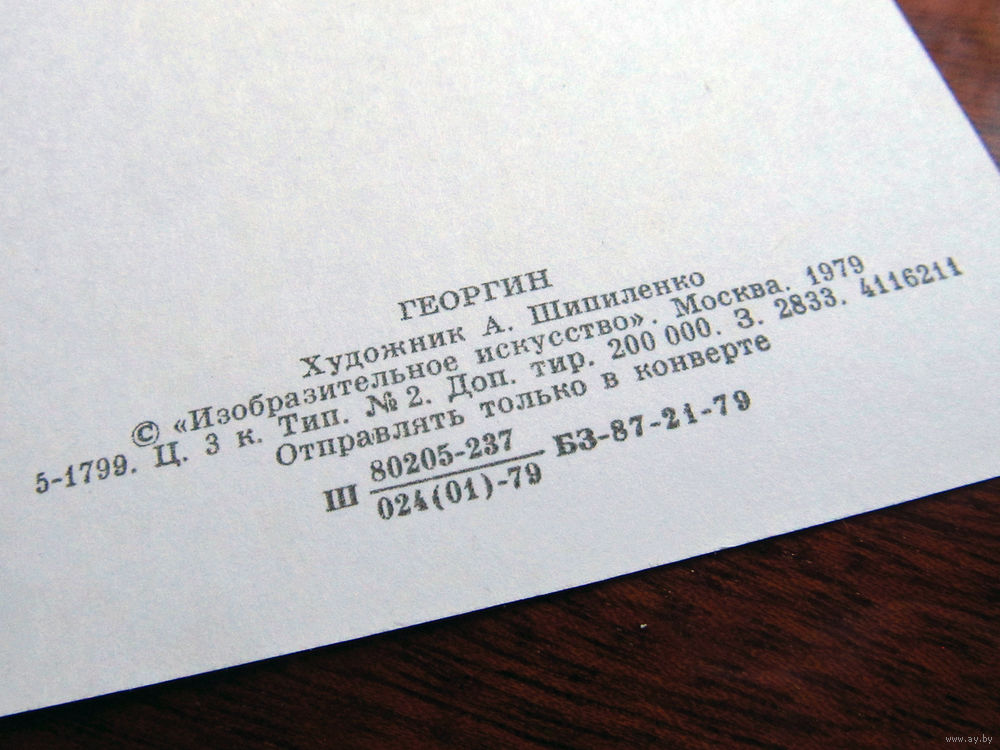 ГЕОРГИН
Художник А. Шипиленко
© «Изобразительное искусство». Москва. 1979
5-1799. Ц. 3 к. Тип. № 2. Доп. тир. 200 000. З. 2833. 4116211
Отправлять только в конверте
Ш 80205-237 БЗ-87-21-79
024(01)-79
www.ay.by